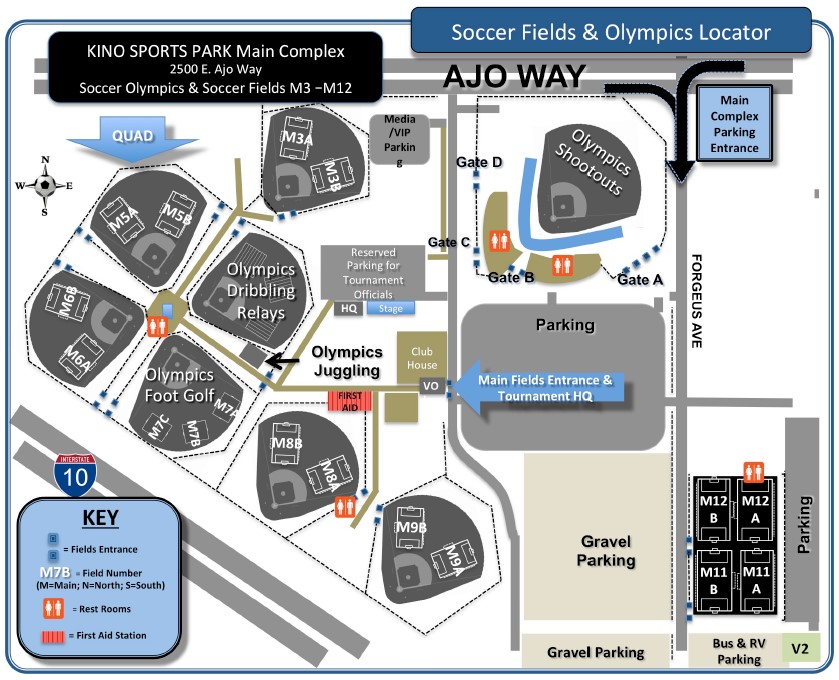 Soccer Fields & Olympics Locator
KINO SPORTS PARK Main Complex
2500 E. Ajo Way
Soccer Olympics & Soccer Fields M3 –M12
AJO WAY
Main
Complex
Parking
Entrance
QUAD
N
W
E
S
M3A
M3B
Media
/VIP
Parkin
g
Olympics
Shootouts
Gate D
Gate C
Gate B
Gate A
M5A
M5B
Olympics
Dribbling
Relays
Reserved
Parking for
Tournament
Officials
HQ
Stage
FORGEUS AVE
Parking
M6B
M6A
Olympics
Juggling
Club
House
VO
Main Fields Entrance &
Tournament HQ
Olympics
Foot Golf
M7A
M7B
M7C
FIRST
AID
M8B
M8A
M9B
M9A
INTERSTATE
10
KEY
= Fields Entrance
M7B = Field Number
(M=Main; N=North; S=South)
= Rest Rooms
= First Aid Station
Gravel
Parking
Gravel Parking
M12
B
M12
A
M11
B
M11
A
Parking
Bus & RV
Parking
V2